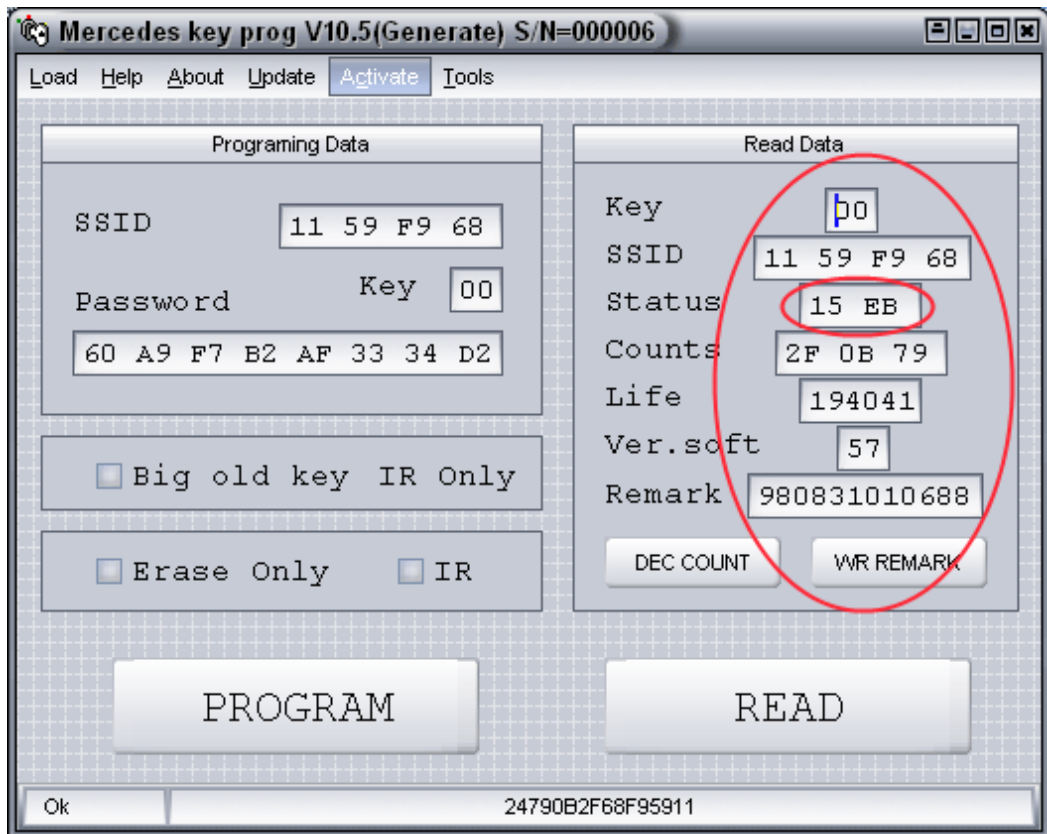 Mercedes key prog V10.5(Generate) S/N=000006
Load Help About Update Activate Tools
Programing Data
SSID 11 59 F9 68
Key 00
Password
60 A9 F7 B2 AF 33 34 D2
Big old key IR Only
Erase Only IR
PROGRAM
Read Data
Key 00
SSID 11 59 F9 68
Status 15 EB
Counts 2F 0B 79
Life 194041
Ver.soft 57
Remark 980831010688
DEC COUNT WR REMARK
READ
Ok 24790B2F68F95911